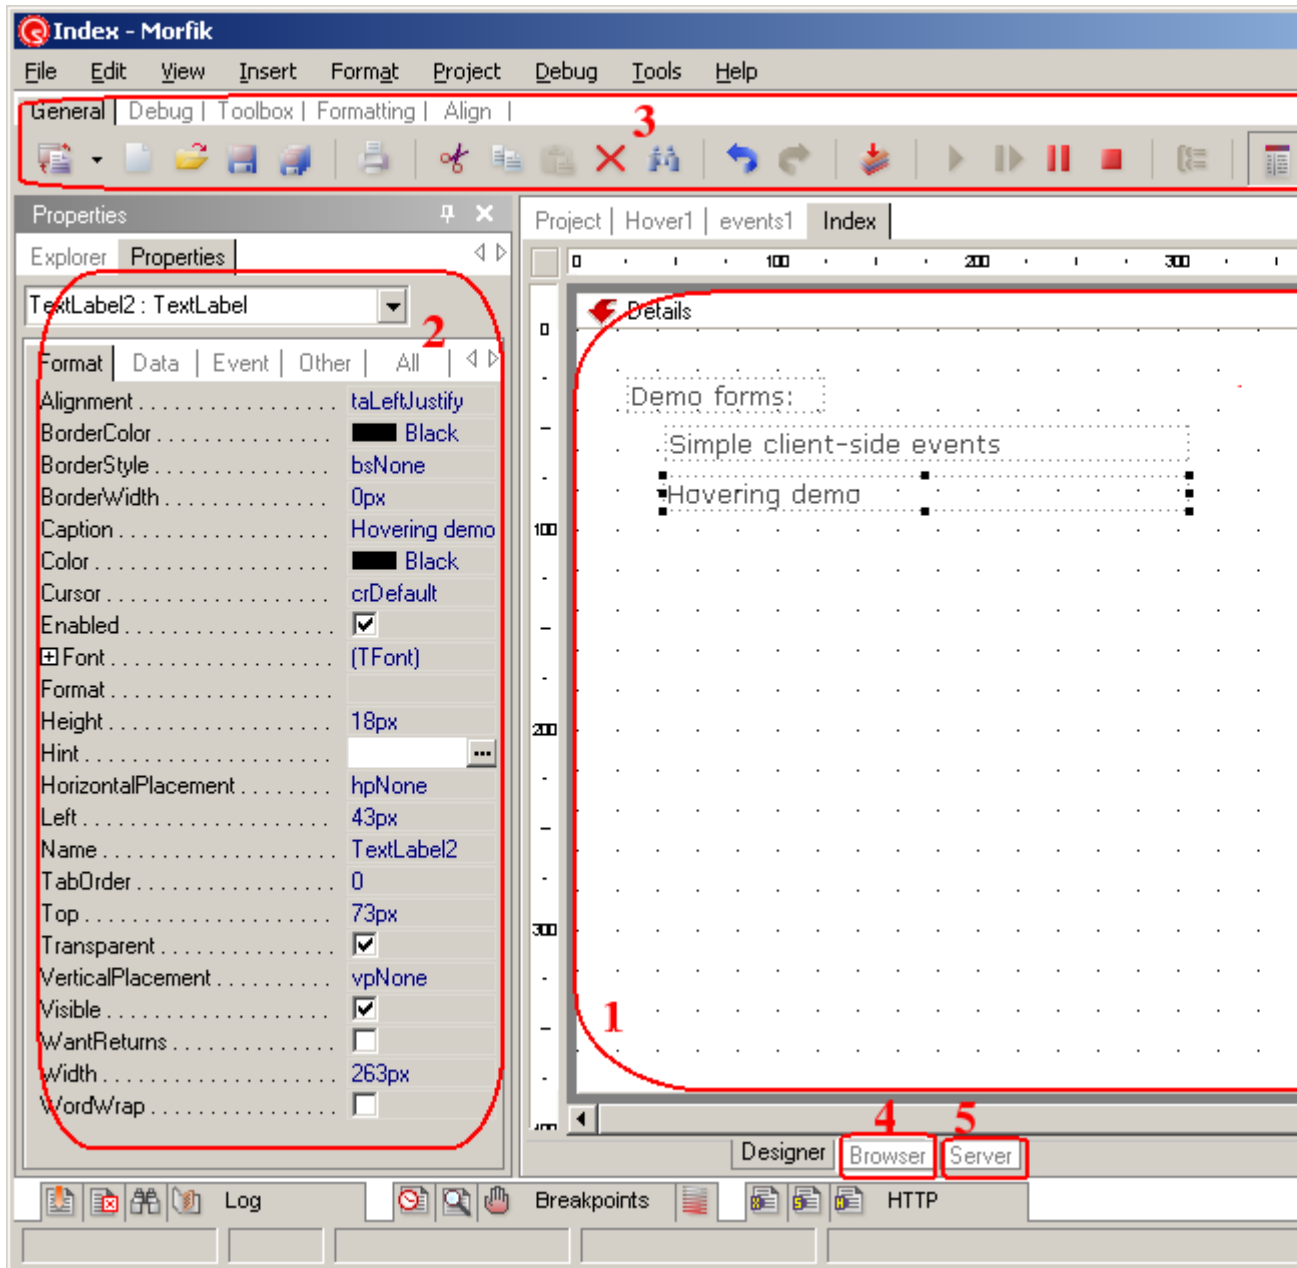 Index - Morfik
File Edit View Insert Format Project Debug Tools Help
General | Debug | Toolbox | Formatting | Align |
3
Properties
Explorer Properties
TextLabel2 : TextLabel
2
Format Data | Event | Other | All |
Alignment . . . . . . . . . . . . . . . . . taLeftJustify
BorderColor . . . . . . . . . . . . . . . Black
BorderStyle . . . . . . . . . . . . . . . bsNone
BorderWidth . . . . . . . . . . . . . . . 0px
Caption . . . . . . . . . . . . . . . . . . Hovering demo
Color . . . . . . . . . . . . . . . . . . . . Black
Cursor . . . . . . . . . . . . . . . . . . . crDefault
Enabled . . . . . . . . . . . . . . . . . .
Font . . . . . . . . . . . . . . . . . . . (TFont)
Format . . . . . . . . . . . . . . . . . . .
Height . . . . . . . . . . . . . . . . . . . 18px
Hint . . . . . . . . . . . . . . . . . . . . . ...
HorizontalPlacement . . . . . . . . hpNone
Left . . . . . . . . . . . . . . . . . . . . . 43px
Name . . . . . . . . . . . . . . . . . . . TextLabel2
TabOrder . . . . . . . . . . . . . . . . . 0
Top . . . . . . . . . . . . . . . . . . . . . 73px
Transparent . . . . . . . . . . . . . . .
VerticalPlacement . . . . . . . . . . vpNone
Visible . . . . . . . . . . . . . . . . . . .
WantReturns . . . . . . . . . . . . . .
Width . . . . . . . . . . . . . . . . . . . 263px
WordWrap . . . . . . . . . . . . . . . .
Project | Hover1 | events1 Index
0 100 200 300
Details
0
100
200
300
400
Demo forms:
Simple client-side events
Hovering demo
1
4 5
Designer Browser Server
Log Breakpoints HTTP